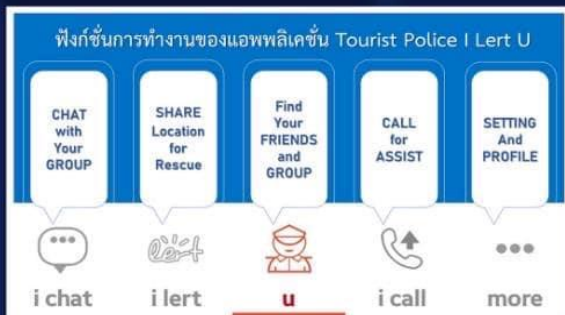 ฟังก์ชั่นการทำงานของแอพพลิเคชั่น Tourist Police I Lert U
CHAT
with
Your
GROUP
SHARE
Location
for
Rescue
Find
Your
FRIENDS
and
GROUP
CALL
for
ASSIST
SETTING
And
PROFILE
lert
i chat
i lert
u
i call
more